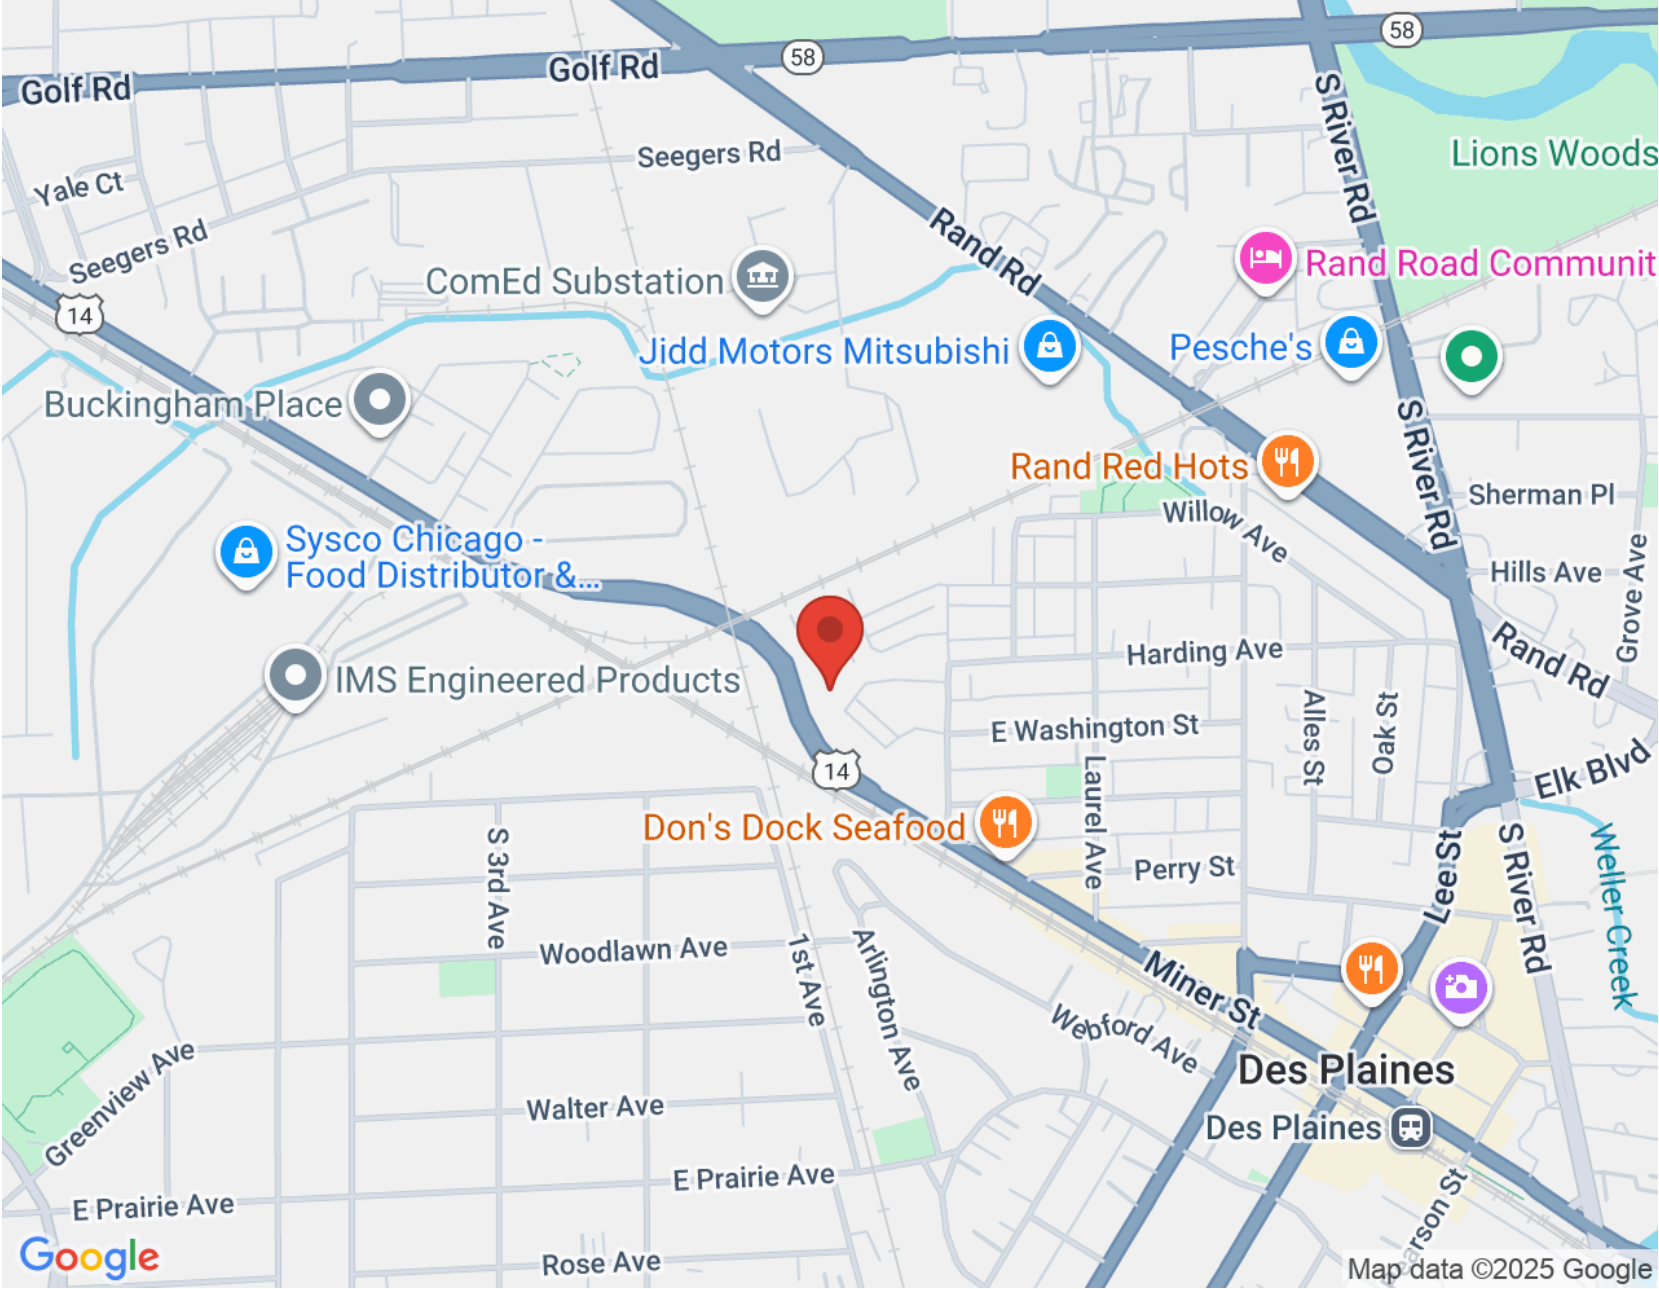 58
58
Golf Rd
Golf Rd
S River Rd
Lions Woods
Seegers Rd
Yale Ct
Seegers Rd
Rand Rd
Rand Road Communit
ComEd Substation
14
Jidd Motors Mitsubishi
Pesche's
Buckingham Place
S River Rd
Rand Red Hots
Sherman Pl
Willow Ave
Sysco Chicago -
Food Distributor &...
Hills Ave
Grove Ave
Harding Ave
Rand Rd
IMS Engineered Products
Alles St
Oak St
E Washington St
14
Elk Blvd
Laurel Ave
Don's Dock Seafood
S 3rd Ave
Perry St
Lee St
S River Rd
Weller Creek
Woodlawn Ave
1st Ave
Arlington Ave
Miner St
Webford Ave
Greenview Ave
Des Plaines
Walter Ave
Des Plaines
E Prairie Ave
E Prairie Ave
earson St
Google
Rose Ave
Map data ©2025 Google